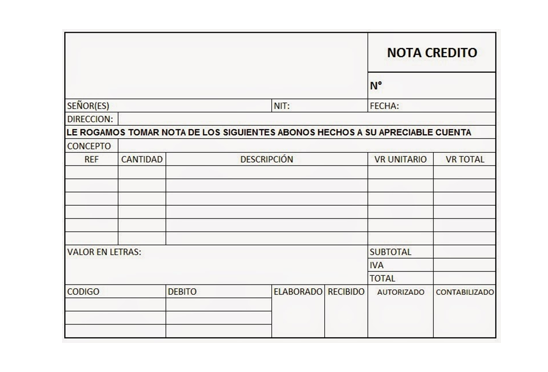 NOTA CREDITO
N°
SEÑOR(ES) NIT: FECHA:
DIRECCION:
LE ROGAMOS TOMAR NOTA DE LOS SIGUIENTES ABONOS HECHOS A SU APRECIABLE CUENTA
CONCEPTO
REF CANTIDAD DESCRIPCIÓN VR UNITARIO VR TOTAL
VALOR EN LETRAS: SUBTOTAL
IVA
TOTAL
CODIGO DEBITO ELABORADO RECIBIDO AUTORIZADO CONTABILIZADO